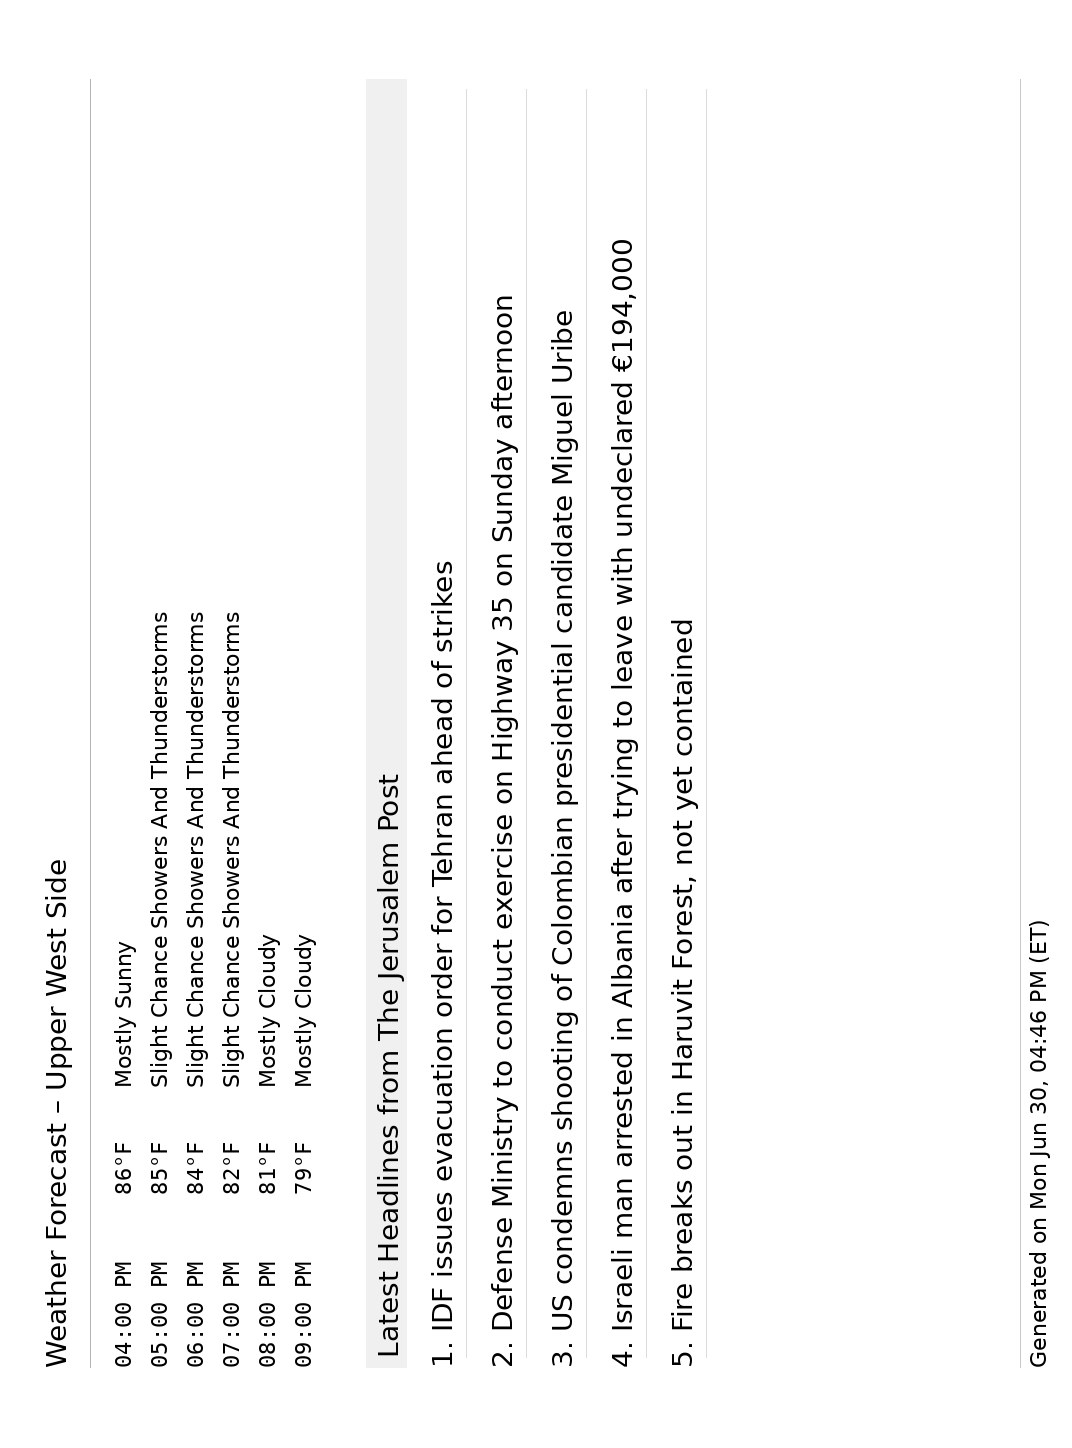 Weather Forecast – Upper West Side
04:00 PM 86°F Mostly Sunny
05:00 PM 85°F Slight Chance Showers And Thunderstorms
06:00 PM 84°F Slight Chance Showers And Thunderstorms
07:00 PM 82°F Slight Chance Showers And Thunderstorms
08:00 PM 81°F Mostly Cloudy
09:00 PM 79°F Mostly Cloudy
Latest Headlines from The Jerusalem Post
1. IDF issues evacuation order for Tehran ahead of strikes
2. Defense Ministry to conduct exercise on Highway 35 on Sunday afternoon
3. US condemns shooting of Colombian presidential candidate Miguel Uribe
4. Israeli man arrested in Albania after trying to leave with undeclared €194,000
5. Fire breaks out in Haruvit Forest, not yet contained
Generated on Mon Jun 30, 04:46 PM (ET)